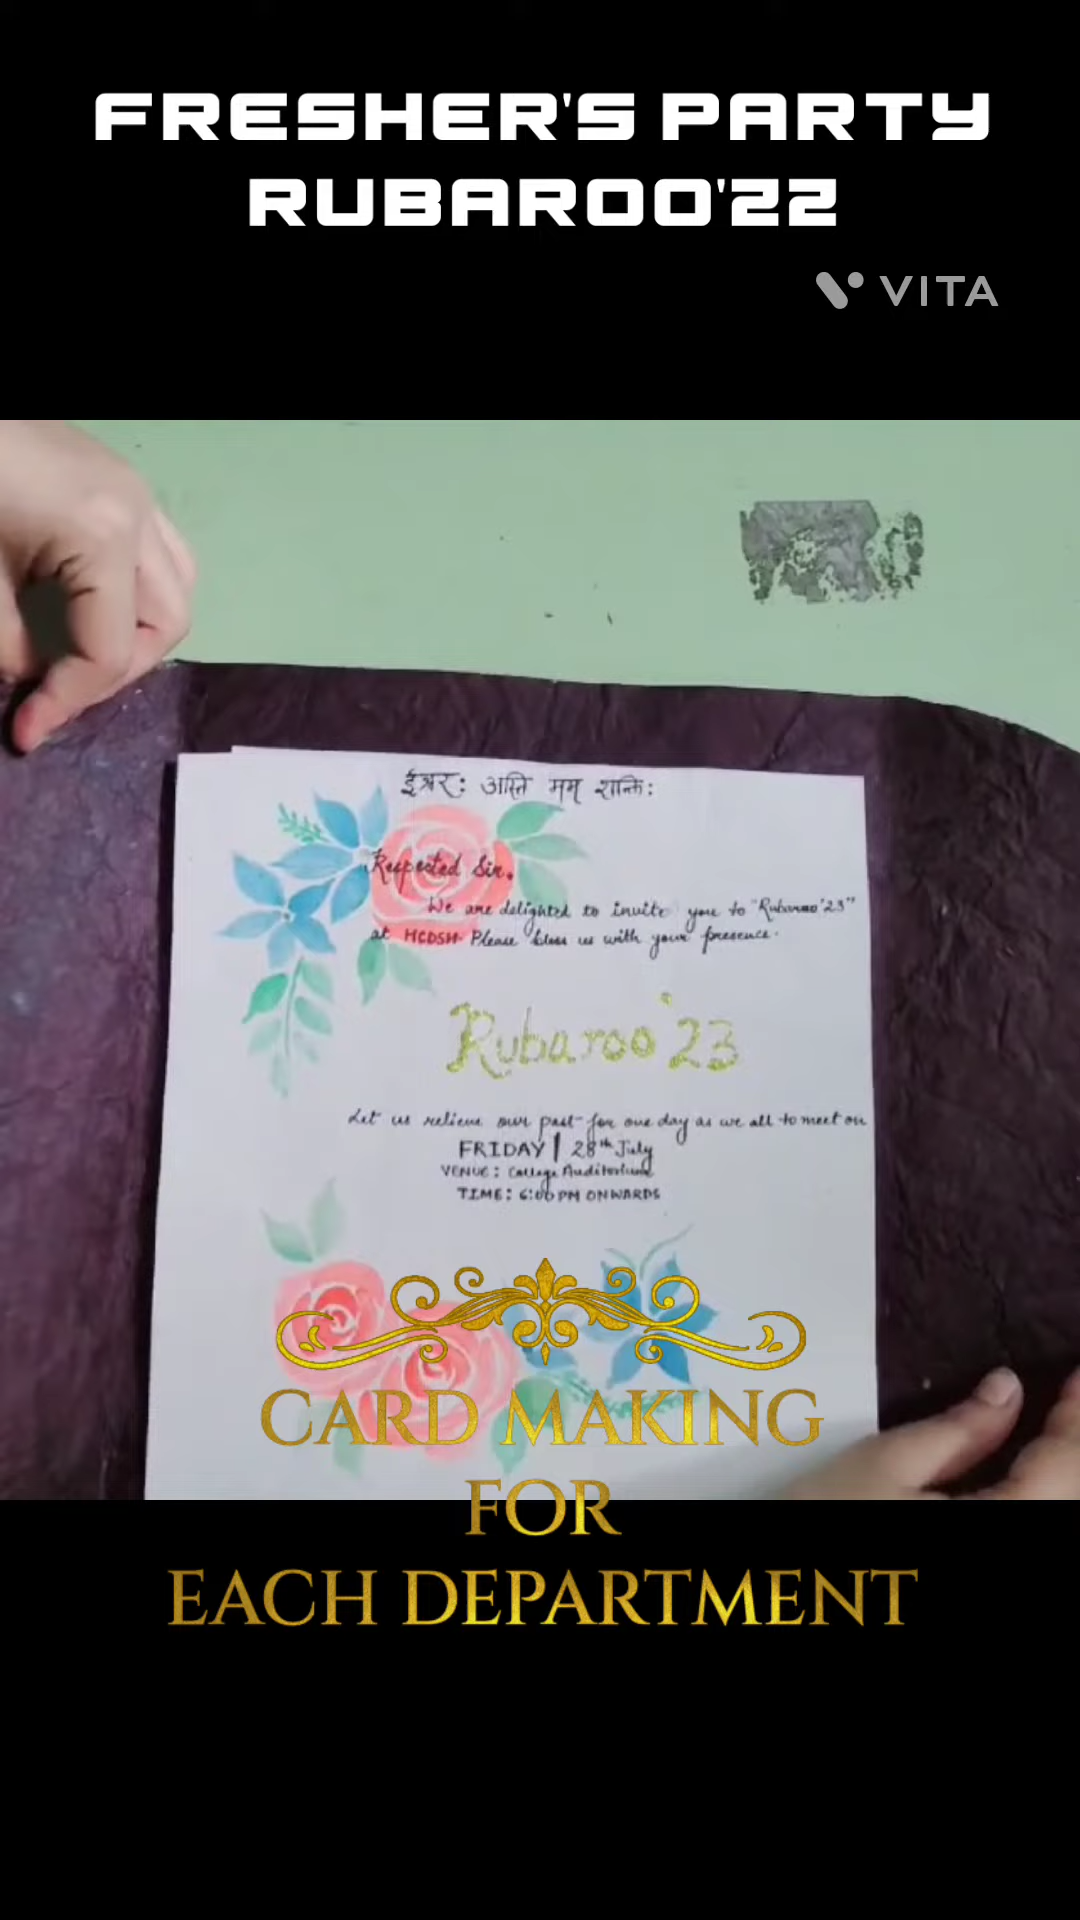 FRESHER'S PARTY
RUBAROO'22
VITA
ईश्वर: अस्ति मम् शक्ति:
Respected Sir,
We are delighted to invite you to "Rubaroo'23"
at HCDSH. Please bless us with your presence.
Rubaroo'23
Let us relieve our past for one day as we all to meet on
FRIDAY | 28th July
VENUE: College Auditorium
TIME: 6:00 PM ONWARDS
CARD MAKING
FOR
EACH DEPARTMENT